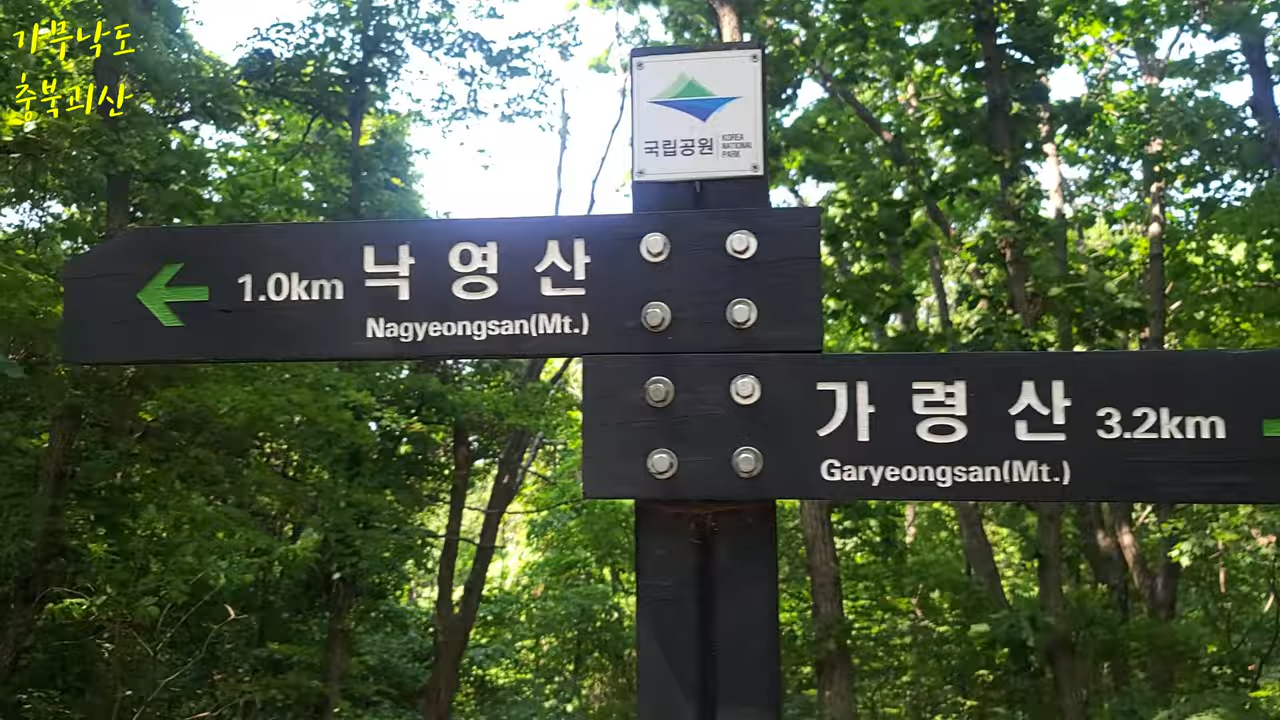 가무낙도
충북괴산
국립공원
KOREA
NATIONAL
PARK
1.0km 낙영산
Nagyeongsan(Mt.)
가령산 3.2km
Garyeongsan(Mt.)